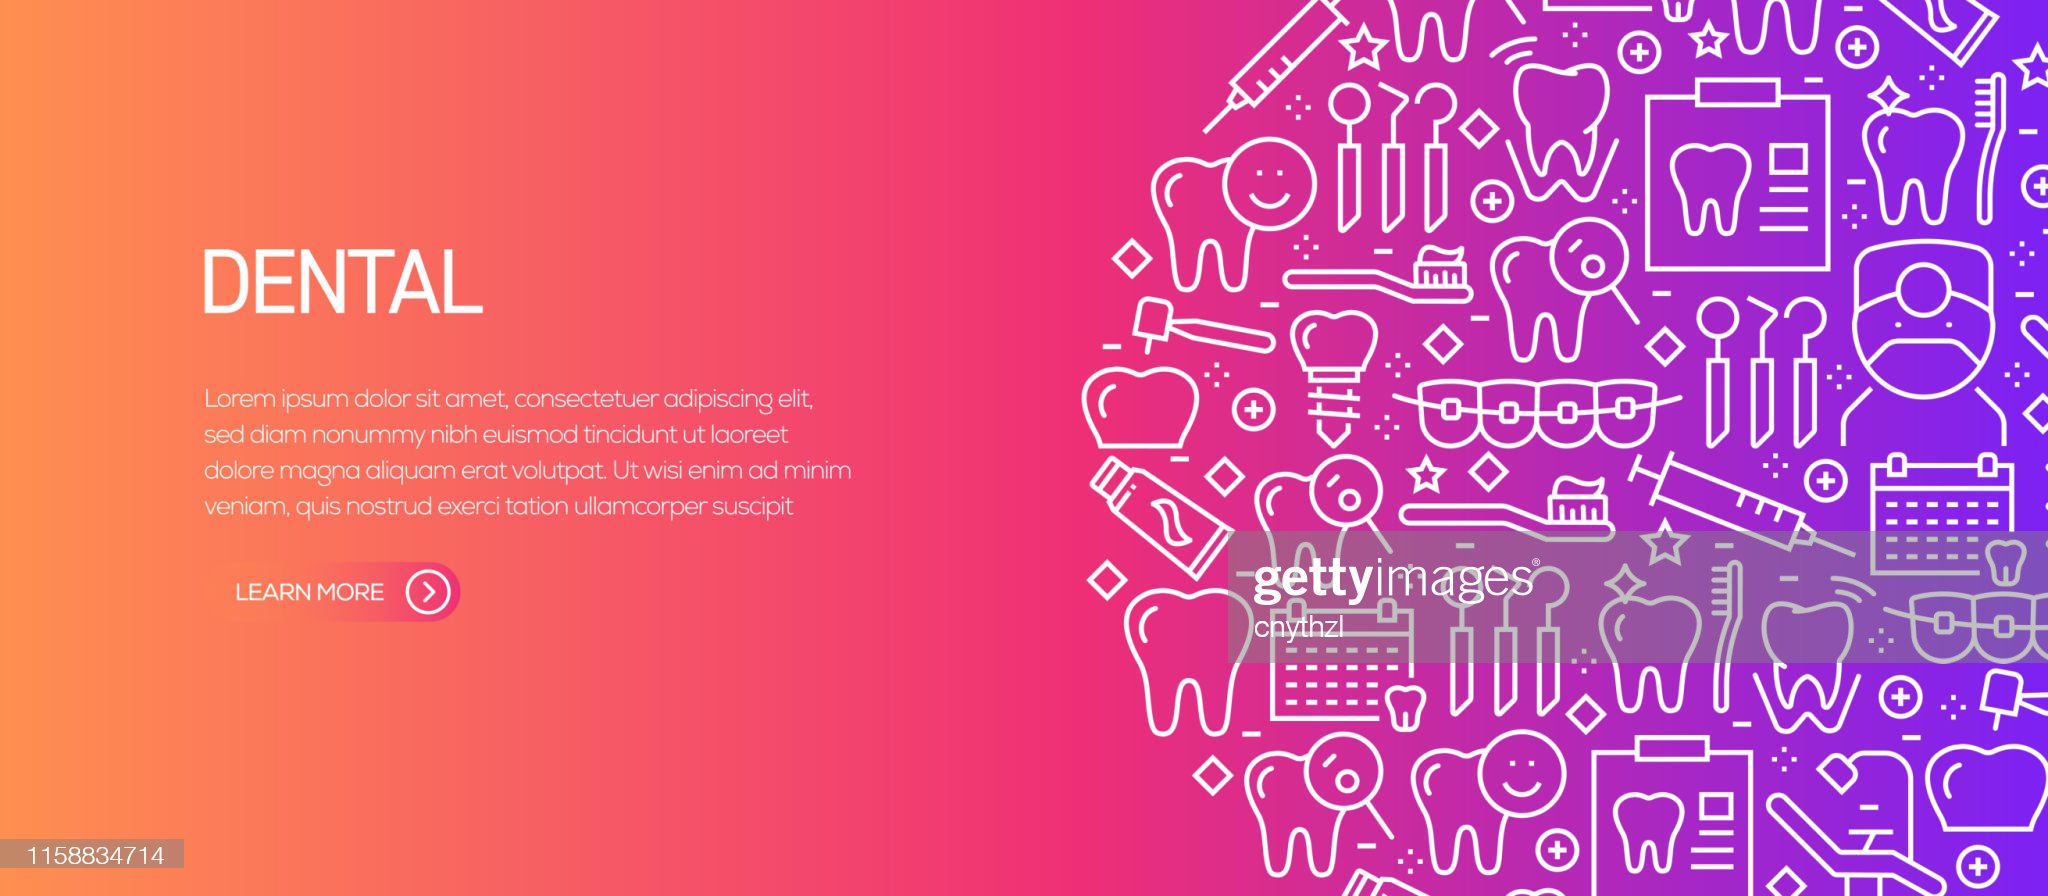 DENTAL
Lorem ipsum dolor sit amet, consectetuer adipiscing elit,
sed diam nonummy nibh euismod tincidunt ut laoreet
dolore magna aliquam erat volutpat. Ut wisi enim ad minim
veniam, quis nostrud exerci tation ullamcorper suscipit
LEARN MORE
gettyimages®
cnythzl
1158834714